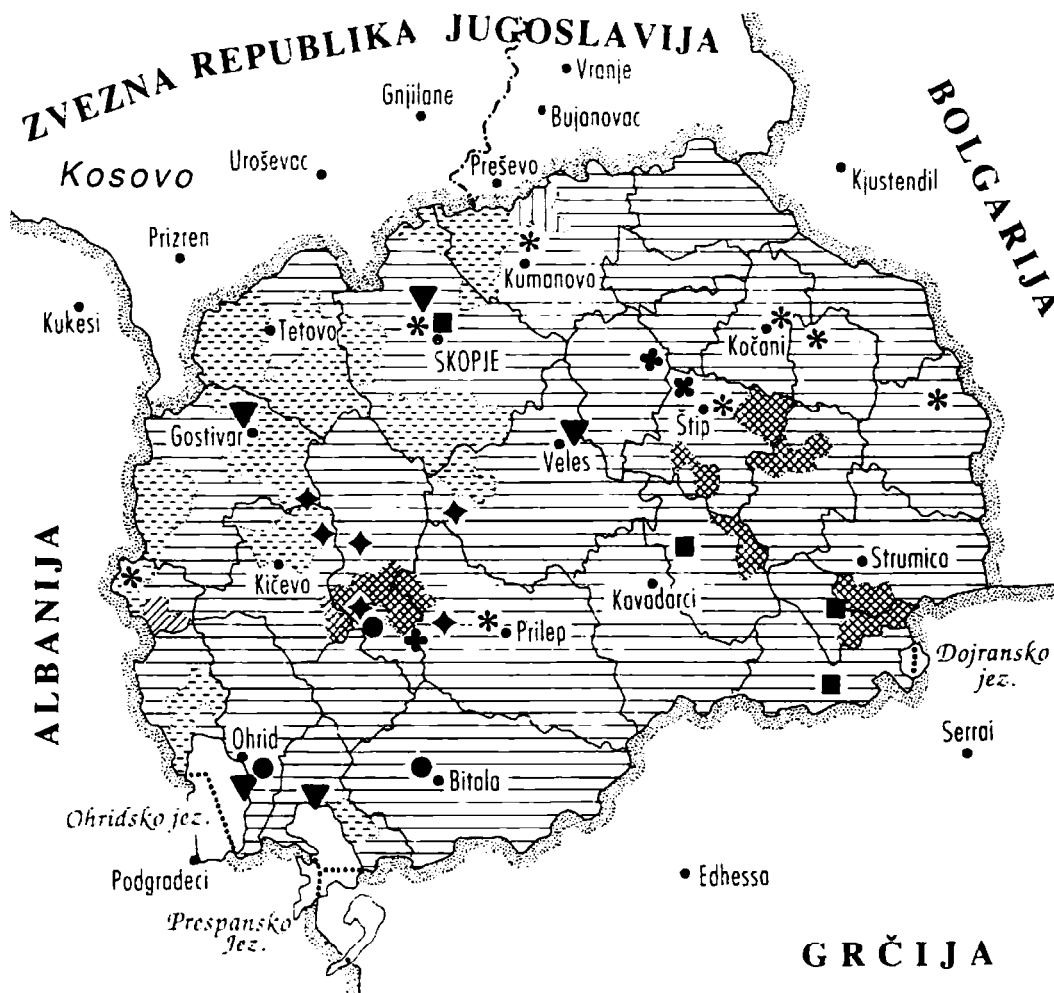 ZVEZNA REPUBLIKA JUGOSLAVIJA
Vranje
Gnjilane
Bujanovac
BOLGARIJA
Kosovo
Uroševac
Preševo
Kjustendil
Prizren
Kumanovo
Kukesi
Tetovo
SKOPJE
Kočani
Gostivar
Štip
Veles
ALBANIJA
Kičevo
Strumica
Kavadarci
Prilep
Dojransko
jez.
Ohrid
Serrai
Bitola
Ohridsko jez.
Podgradeci
Edhessa
Prespansko
Jez.
GRČIJA